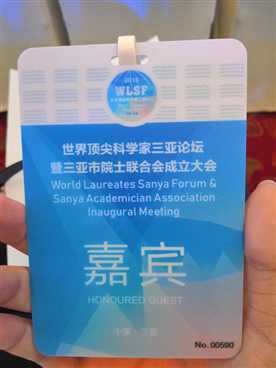 WLSF
世界顶尖科学家三亚论坛
暨三亚市院士联合会成立大会
World Laureates Sanya Forum &
Sanya Academician Association
Inaugural Meeting
嘉宾
HONOURED GUEST
中国·三亚
No. 00590